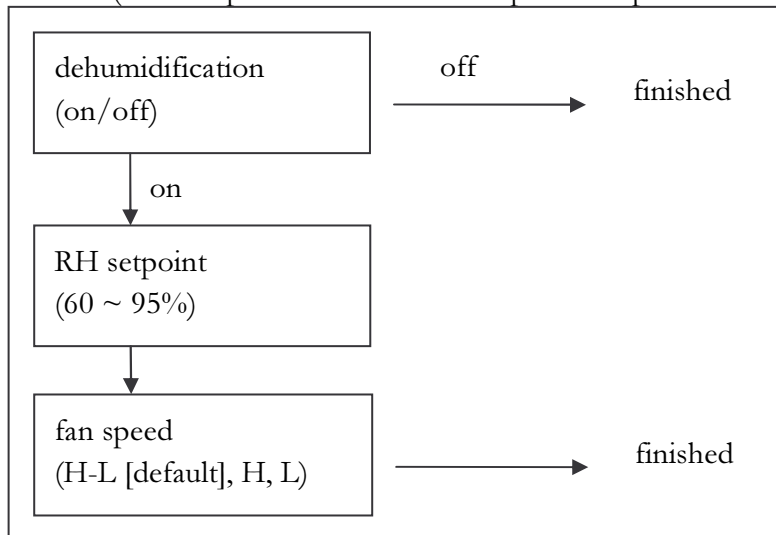 dehumidification
(on/off)
off
finished
on
RH setpoint
(60 ~ 95%)
fan speed
(H-L [default], H, L)
finished